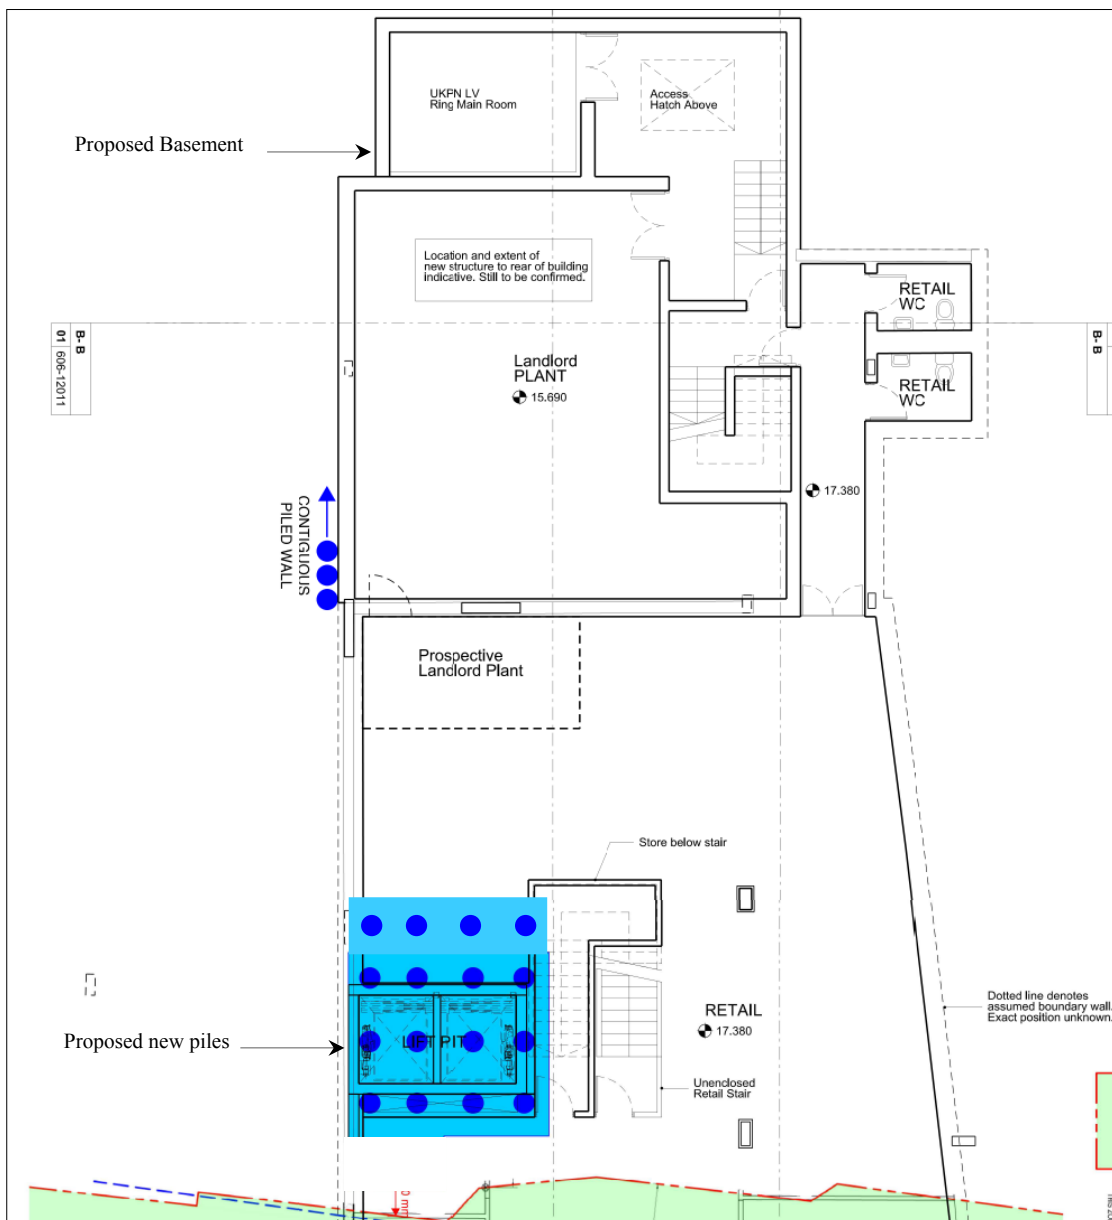 UKPN LV
Ring Main Room
Access
Hatch Above
Proposed Basement
Location and extent of
new structure to rear of building
indicative. Still to be confirmed.
RETAIL
WC
B- B
01 606-12011
B- B
Landlord
PLANT
15.690
RETAIL
WC
17.380
CONTIGUOUS
PILED WALL
Prospective
Landlord Plant
Store below stair
Dotted line denotes
assumed boundary wall.
Exact position unknown.
RETAIL
17.380
Proposed new piles
LIFT PIT
Unenclosed
Retail Stair